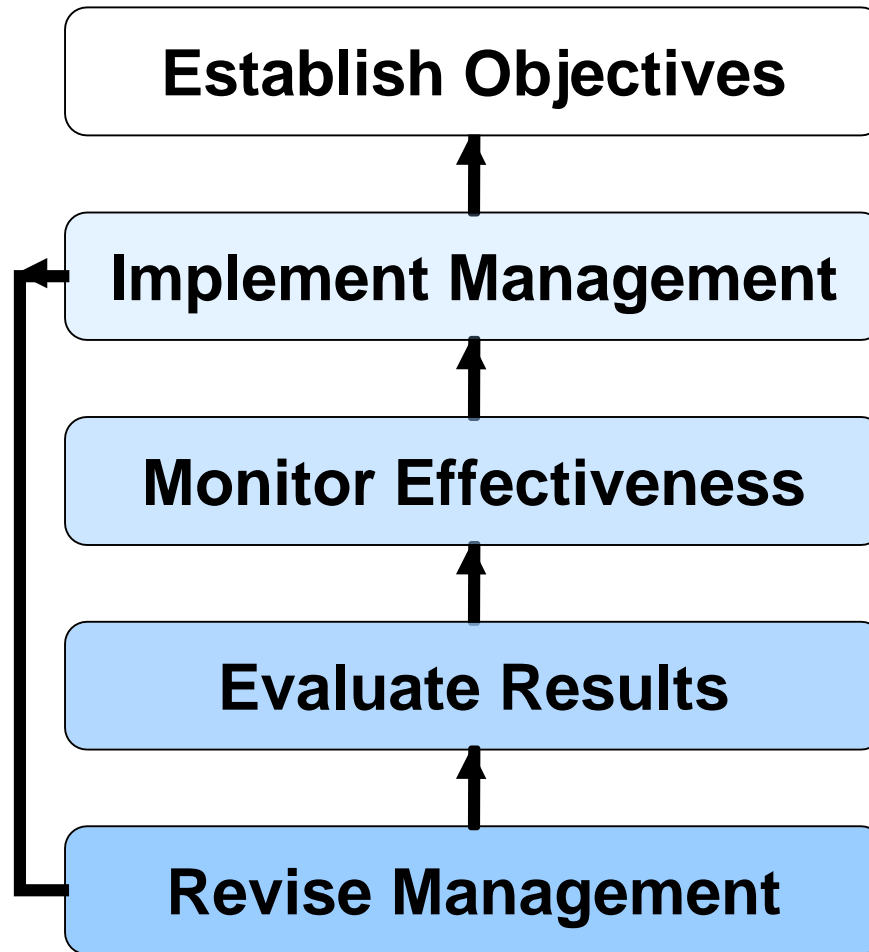 Establish Objectives
Implement Management
Monitor Effectiveness
Evaluate Results
Revise Management